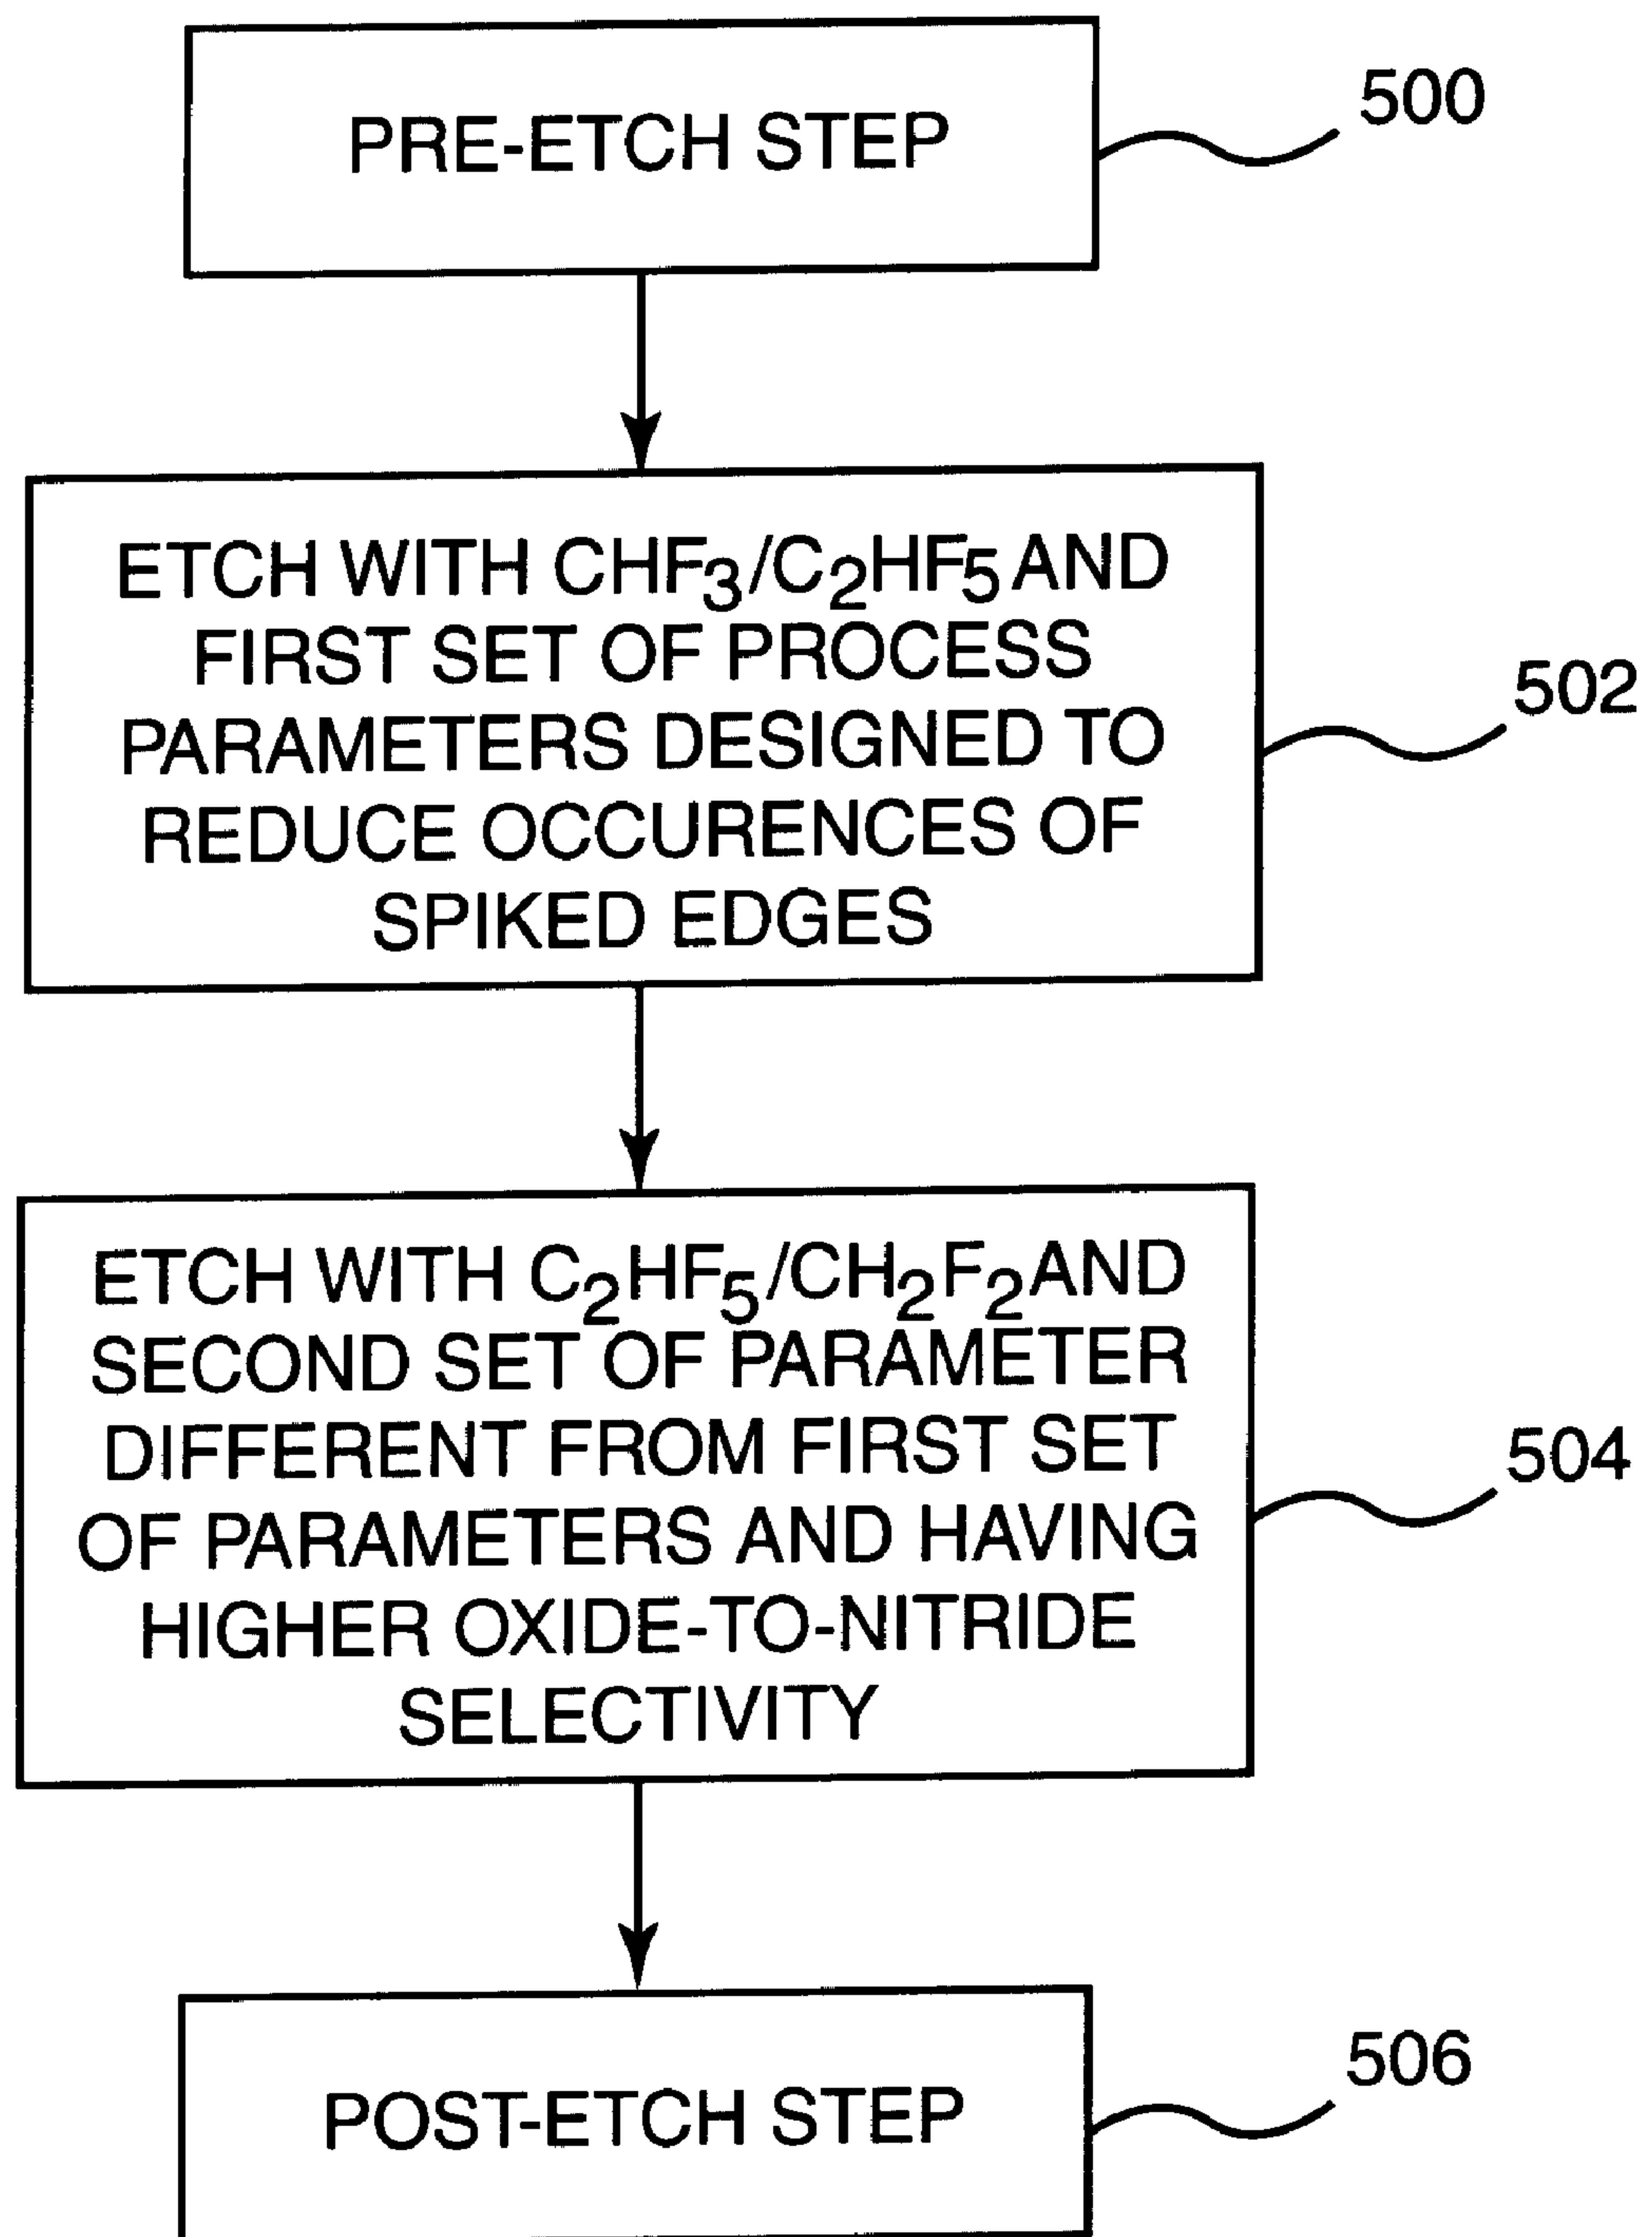 PRE-ETCH STEP
500
ETCH WITH CHF3/C2HF5 AND
FIRST SET OF PROCESS
PARAMETERS DESIGNED TO
REDUCE OCCURENCES OF
SPIKED EDGES
502
ETCH WITH C2HF5/CH2F2 AND
SECOND SET OF PARAMETER
DIFFERENT FROM FIRST SET
OF PARAMETERS AND HAVING
HIGHER OXIDE-TO-NITRIDE
SELECTIVITY
504
POST-ETCH STEP
506